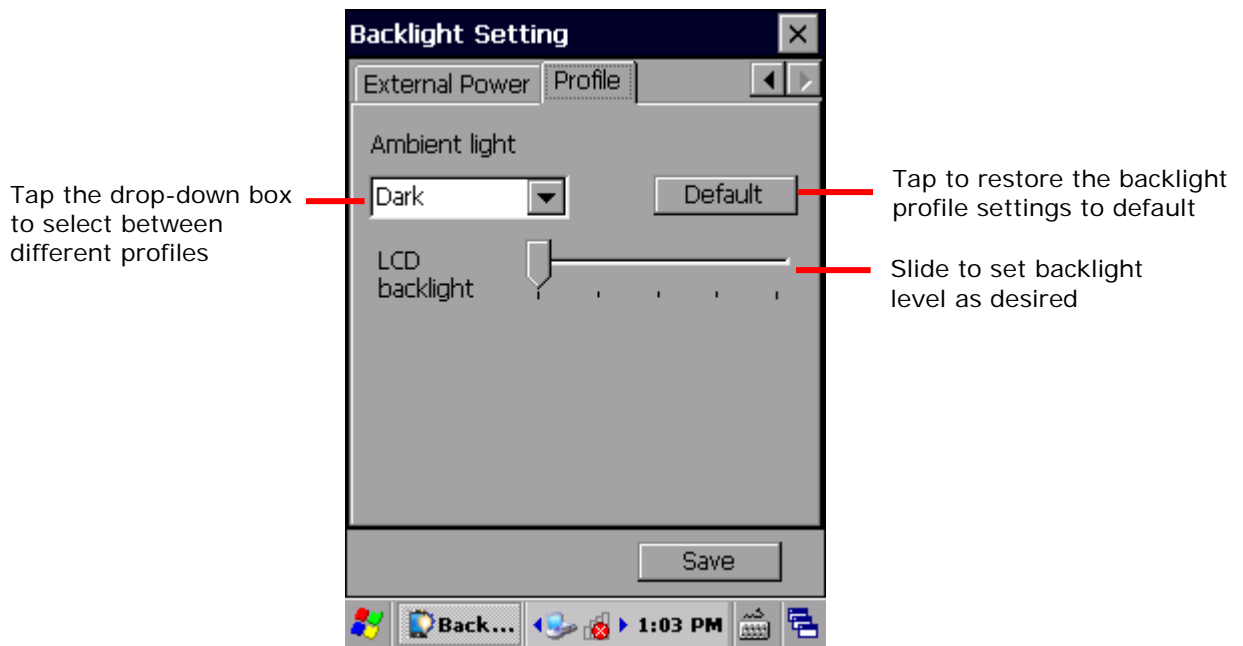 Backlight Setting
External Power
Profile
Ambient light
Dark
Default
LCD
backlight
Save
Back...
1:03 PM
Tap the drop-down box
to select between
different profiles
Tap to restore the backlight
profile settings to default
Slide to set backlight
level as desired